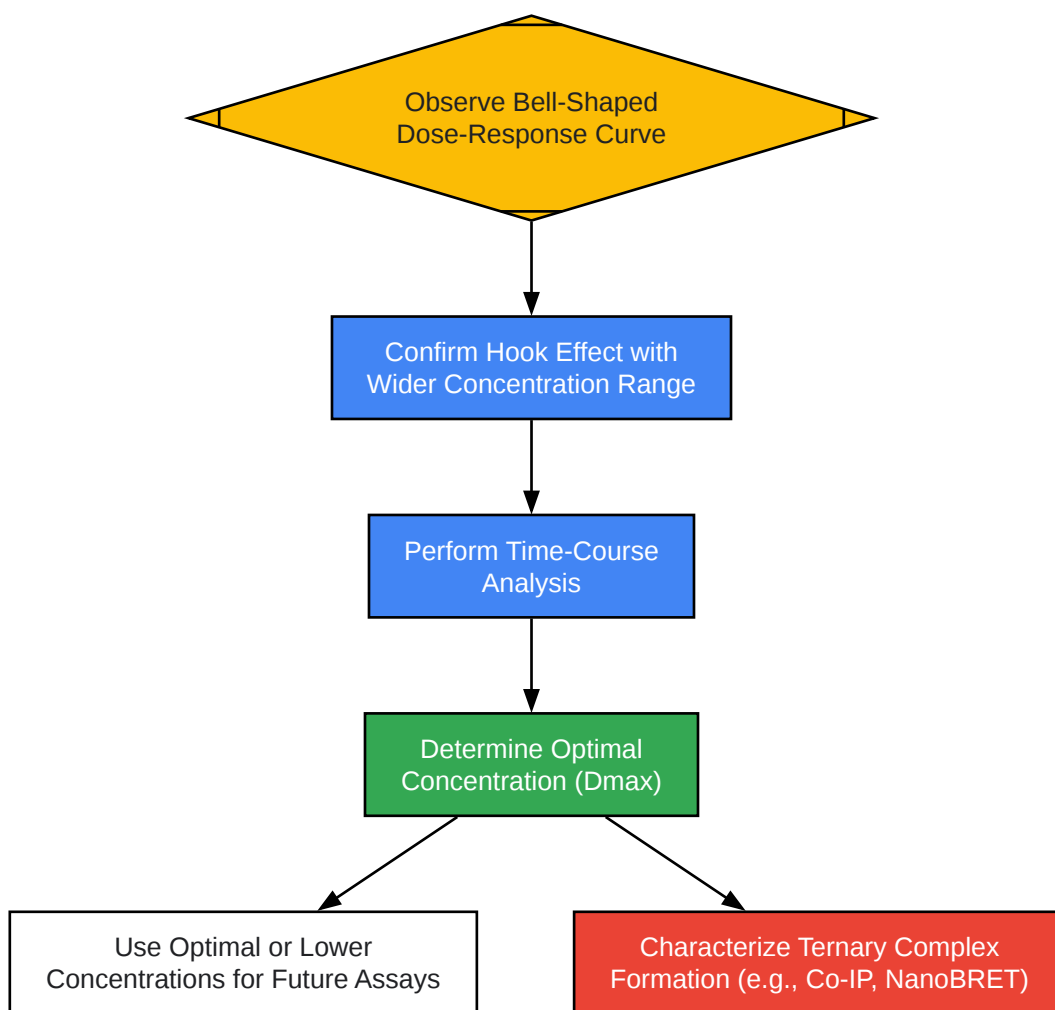 Observe Bell-Shaped
Dose-Response Curve
Confirm Hook Effect with
Wider Concentration Range
Perform Time-Course
Analysis
Determine Optimal
Concentration (Dmax)
Use Optimal or Lower
Concentrations for Future Assays
Characterize Ternary Complex
Formation (e.g., Co-IP, NanoBRET)